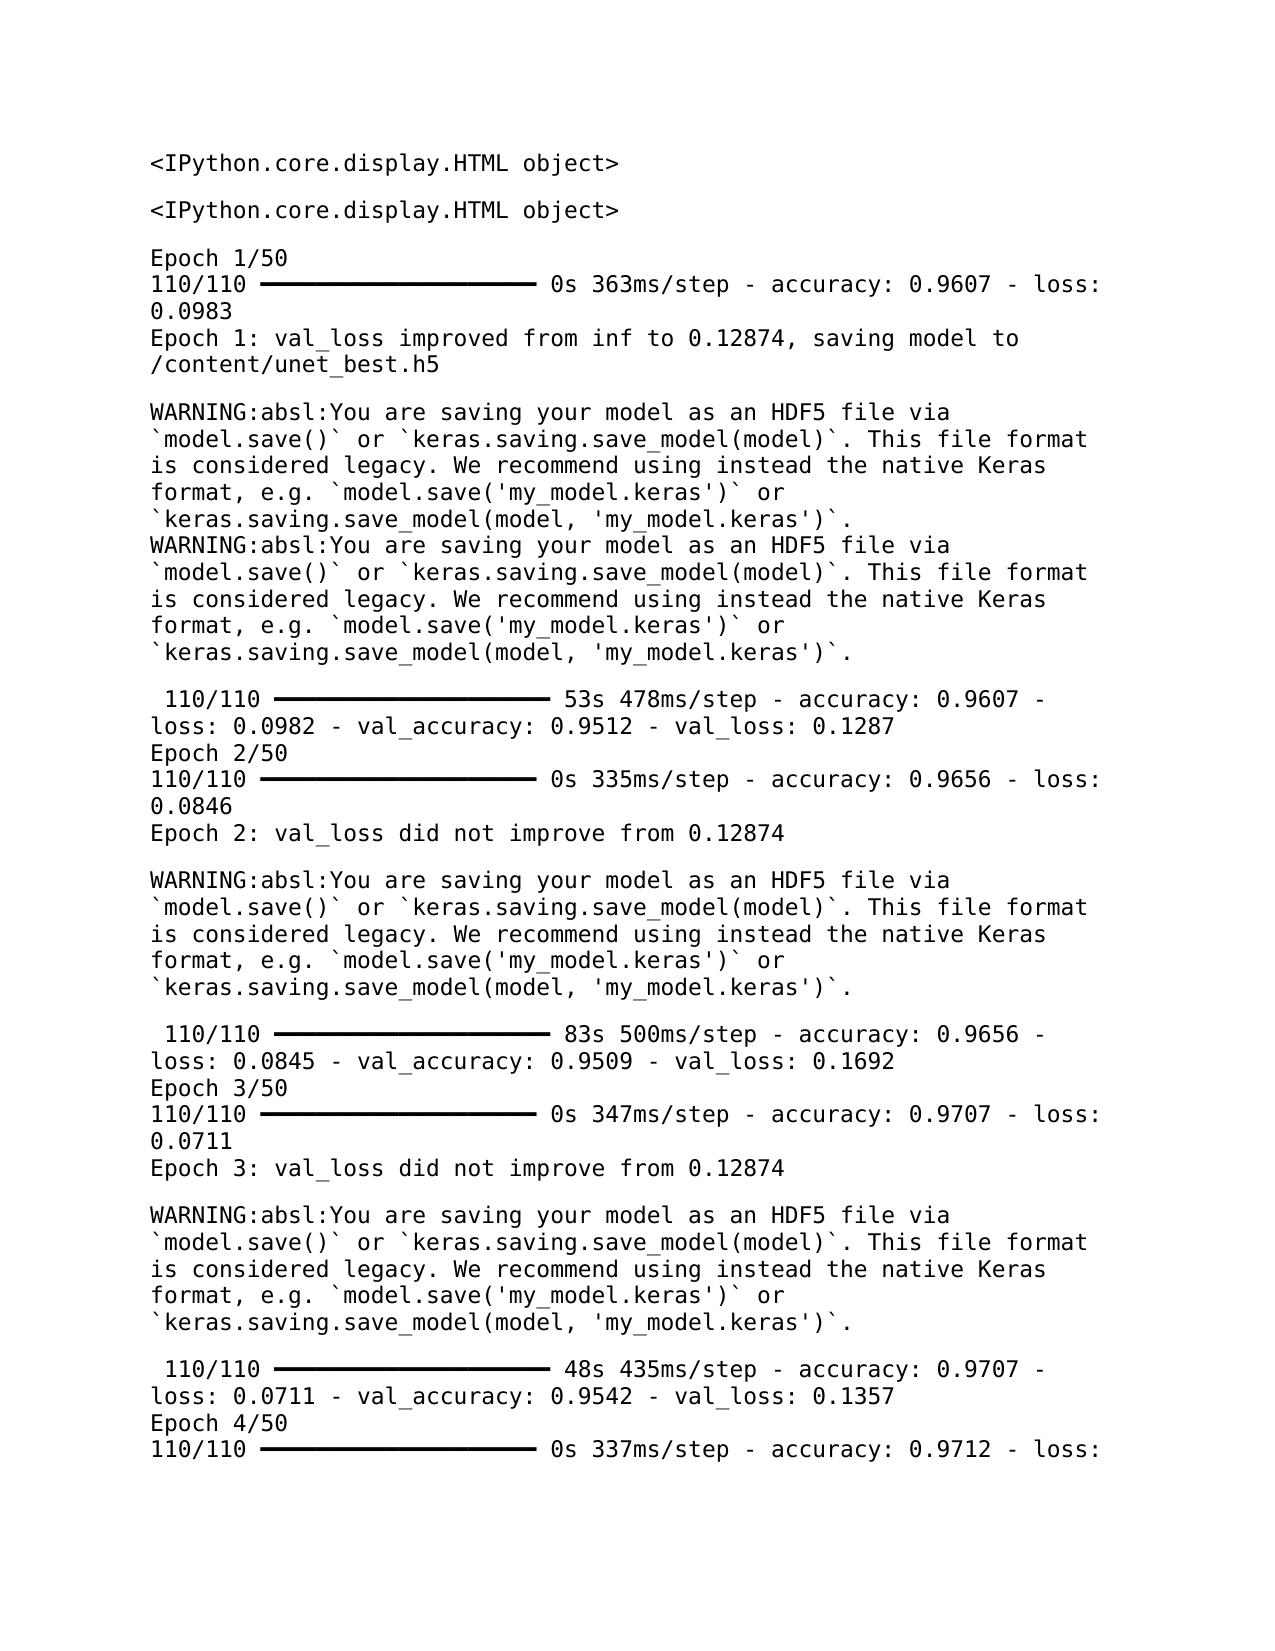 <IPython.core.display.HTML object>
<IPython.core.display.HTML object>
Epoch 1/50
110/110 ━━━━━━━━━━━━━━━━━━━━ 0s 363ms/step - accuracy: 0.9607 - loss:
0.0983
Epoch 1: val_loss improved from inf to 0.12874, saving model to
/content/unet_best.h5
WARNING:absl:You are saving your model as an HDF5 file via
`model.save()` or `keras.saving.save_model(model)`. This file format
is considered legacy. We recommend using instead the native Keras
format, e.g. `model.save('my_model.keras')` or
`keras.saving.save_model(model, 'my_model.keras')`.
WARNING:absl:You are saving your model as an HDF5 file via
`model.save()` or `keras.saving.save_model(model)`. This file format
is considered legacy. We recommend using instead the native Keras
format, e.g. `model.save('my_model.keras')` or
`keras.saving.save_model(model, 'my_model.keras')`.
110/110 ━━━━━━━━━━━━━━━━━━━━ 53s 478ms/step - accuracy: 0.9607 -
loss: 0.0982 - val_accuracy: 0.9512 - val_loss: 0.1287
Epoch 2/50
110/110 ━━━━━━━━━━━━━━━━━━━━ 0s 335ms/step - accuracy: 0.9656 - loss:
0.0846
Epoch 2: val_loss did not improve from 0.12874
WARNING:absl:You are saving your model as an HDF5 file via
`model.save()` or `keras.saving.save_model(model)`. This file format
is considered legacy. We recommend using instead the native Keras
format, e.g. `model.save('my_model.keras')` or
`keras.saving.save_model(model, 'my_model.keras')`.
110/110 ━━━━━━━━━━━━━━━━━━━━ 83s 500ms/step - accuracy: 0.9656 -
loss: 0.0845 - val_accuracy: 0.9509 - val_loss: 0.1692
Epoch 3/50
110/110 ━━━━━━━━━━━━━━━━━━━━ 0s 347ms/step - accuracy: 0.9707 - loss:
0.0711
Epoch 3: val_loss did not improve from 0.12874
WARNING:absl:You are saving your model as an HDF5 file via
`model.save()` or `keras.saving.save_model(model)`. This file format
is considered legacy. We recommend using instead the native Keras
format, e.g. `model.save('my_model.keras')` or
`keras.saving.save_model(model, 'my_model.keras')`.
110/110 ━━━━━━━━━━━━━━━━━━━━ 48s 435ms/step - accuracy: 0.9707 -
loss: 0.0711 - val_accuracy: 0.9542 - val_loss: 0.1357
Epoch 4/50
110/110 ━━━━━━━━━━━━━━━━━━━━ 0s 337ms/step - accuracy: 0.9712 - loss: